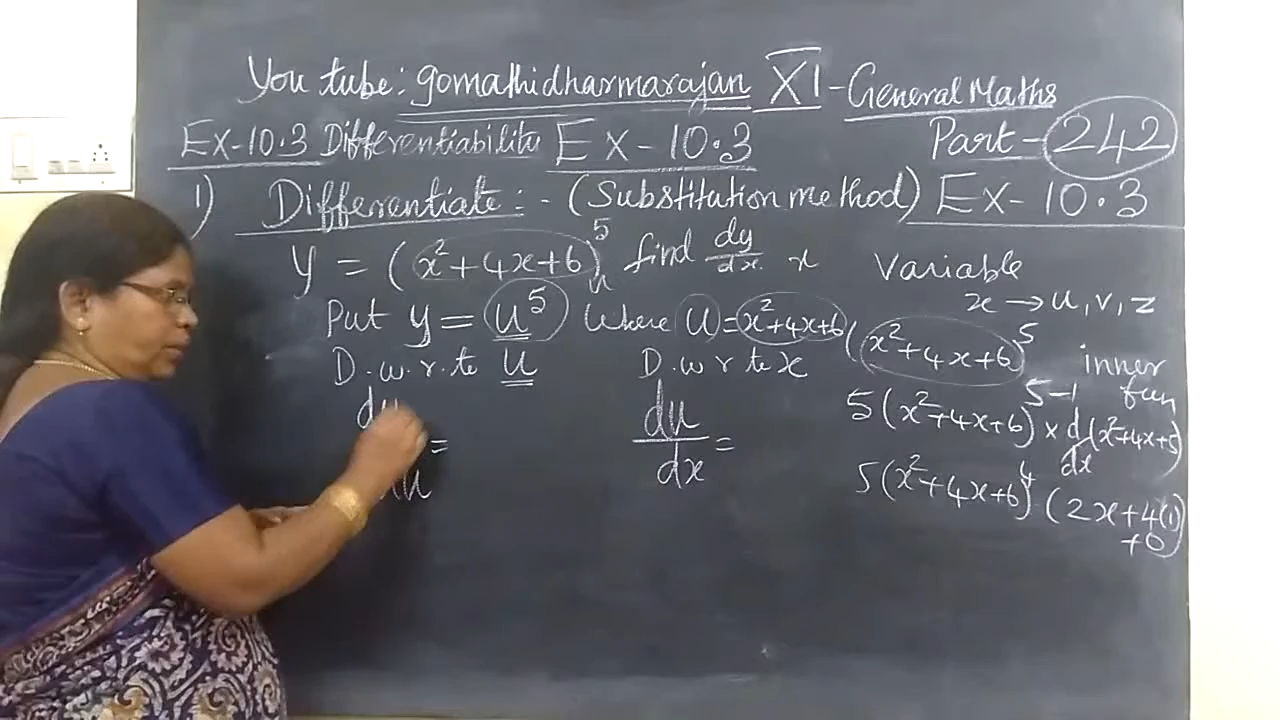 You tube: gomathidharmarajan XI - General Maths
Ex-10.3 Differentiability Ex-10.3 Part-242
1) Differentiate:- (Substitution method) Ex-10.3
y = (x²+4x+6)⁵ find dy/dx x Variable
u x → u, v, z
Put y = u⁵ Where u = x²+4x+6 (x²+4x+6)⁵ inner fun
D.w.r.to u D.w r to x
5(x²+4x+6)⁵⁻¹ × d/dx (x²+4x+5)
= du/dx =
5(x²+4x+6)⁴ (2x+4(1)+0)